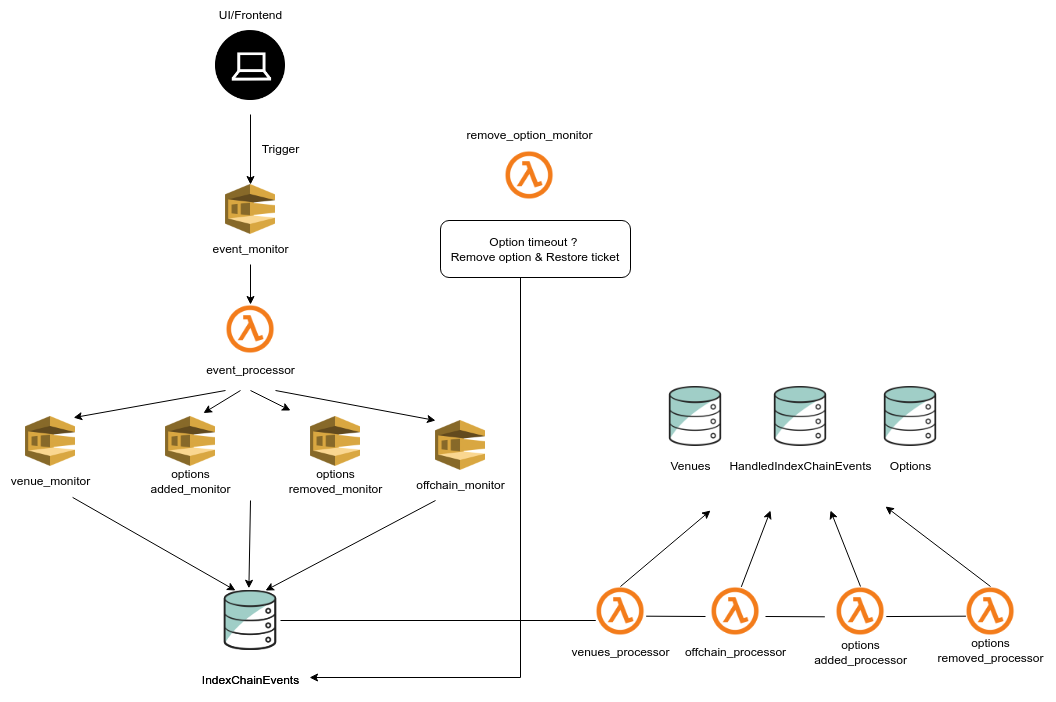 UI/Frontend
Trigger
remove_option_monitor
event_monitor
Option timeout ?
Remove option & Restore ticket
event_processor
venue_monitor
options
added_monitor
options
removed_monitor
offchain_monitor
Venues
HandledIndexChainEvents
Options
IndexChainEvents
venues_processor
offchain_processor
options
added_processor
options
removed_processor